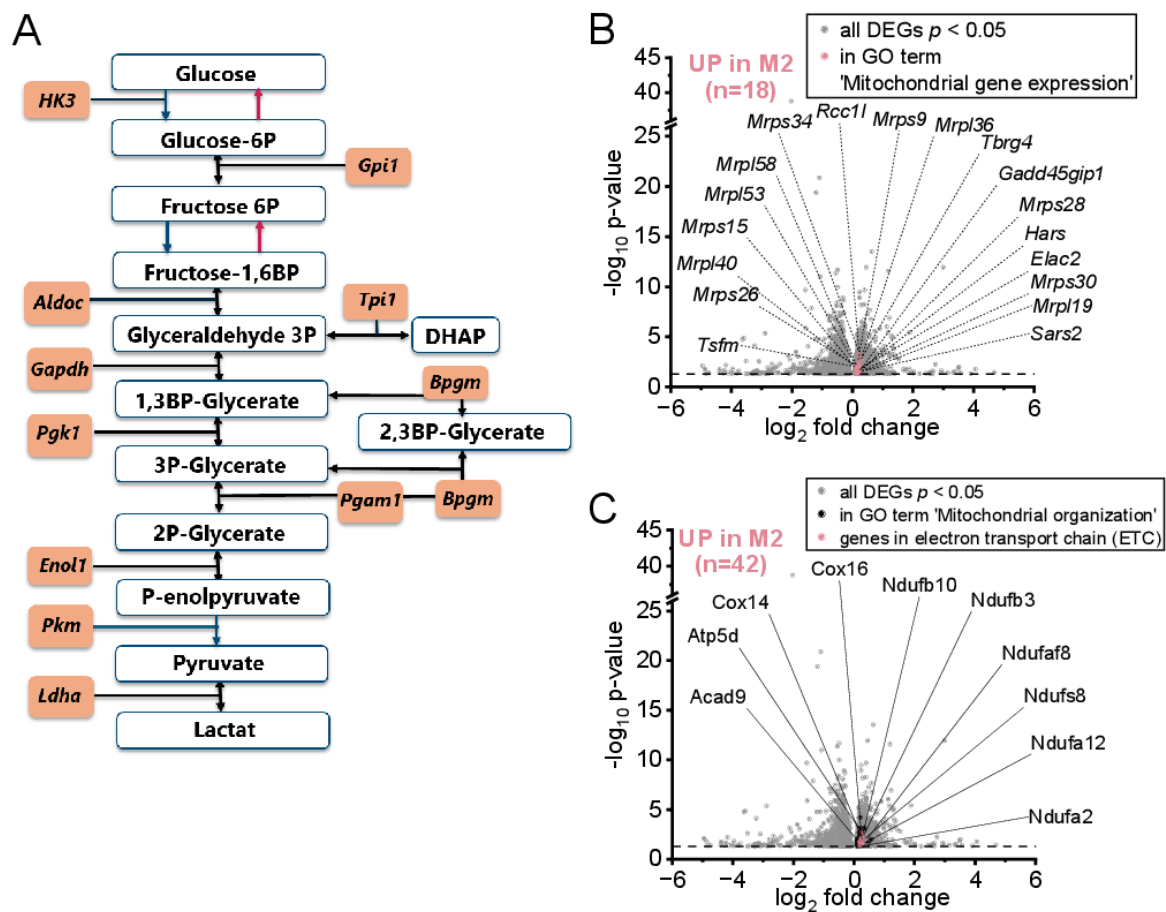 A
Glucose
HK3
Glucose-6P
Gpi1
Fructose 6P
Fructose-1,6BP
Aldoc
Tpi1
Glyceraldehyde 3P
DHAP
Gapdh
Bpgm
1,3BP-Glycerate
Pgk1
2,3BP-Glycerate
3P-Glycerate
Pgam1
Bpgm
2P-Glycerate
Enol1
P-enolpyruvate
Pkm
Pyruvate
Ldha
Lactat
B
all DEGs p < 0.05
in GO term
'Mitochondrial gene expression'
UP in M2
(n=18)
45
40
20
15
10
5
0
-log10 p-value
Mrps34
Rcc1l
Mrps9
Mrpl36
Tbrg4
Mrpl58
Gadd45gip1
Mrpl53
Mrps28
Mrps15
Hars
Mrpl40
Elac2
Mrps26
Mrps30
Mrpl19
Tsfm
Sars2
−6
−4
−2
0
2
4
6
log2 fold change
C
all DEGs p < 0.05
in GO term 'Mitochondrial organization'
genes in electron transport chain (ETC)
UP in M2
(n=42)
45
40
25
20
15
10
5
0
-log10 p-value
Cox16
Ndufb10
Cox14
Ndufb3
Atp5d
Ndufaf8
Acad9
Ndufs8
Ndufa12
Ndufa2
−6
−4
−2
0
2
4
6
log2 fold change